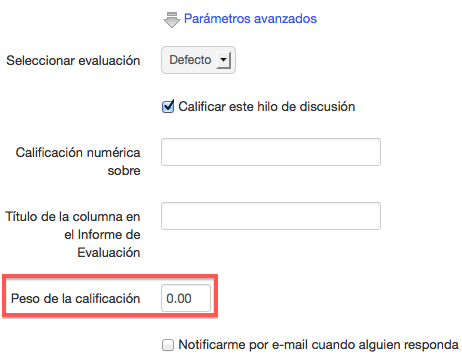 Parámetros avanzados
Seleccionar evaluación
Defecto
Calificar este hilo de discusión
Calificación numérica
sobre
Título de la columna en
el Informe de
Evaluación
Peso de la calificación
0.00
Notificarme por e-mail cuando alguien responda